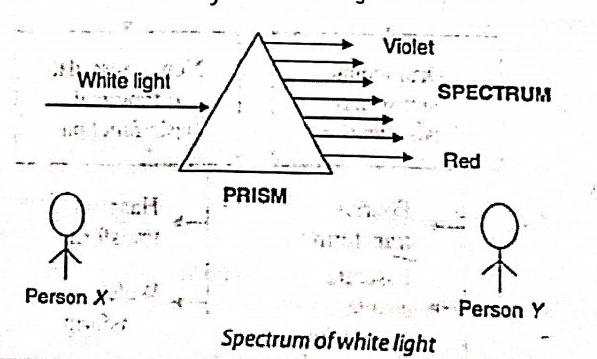 Violet
White light
SPECTRUM
Red
PRISM
Person X
Person Y
Spectrum of white light